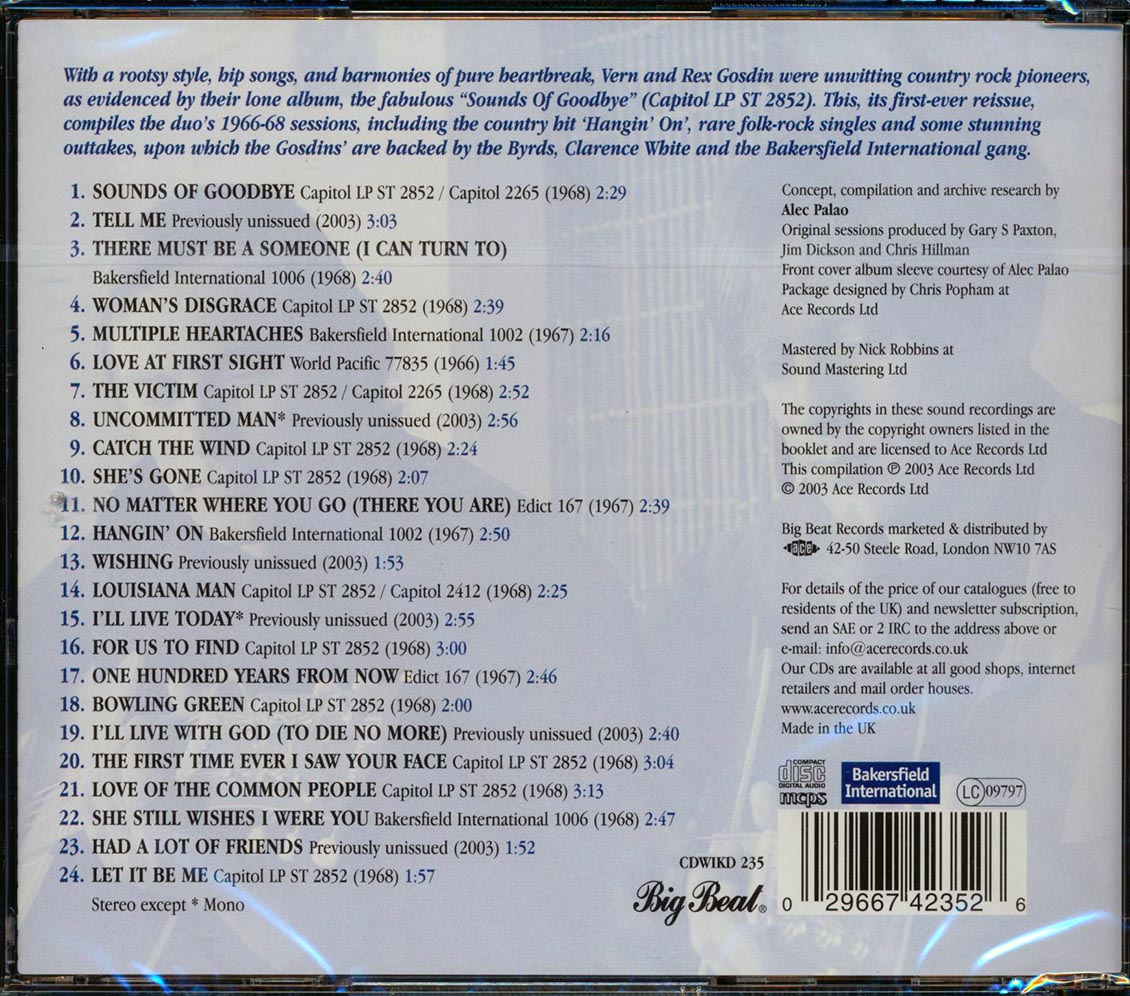 With a rootsy style, hip songs, and harmonies of pure heartbreak, Vern and Rex Gosdin were unwitting country rock pioneers,
as evidenced by their lone album, the fabulous “Sounds Of Goodbye” (Capitol LP ST 2852). This, its first-ever reissue,
compiles the duo’s 1966-68 sessions, including the country hit ‘Hangin’ On’, rare folk-rock singles and some stunning
outtakes, upon which the Gosdins’ are backed by the Byrds, Clarence White and the Bakersfield International gang.
1. SOUNDS OF GOODBYE Capitol LP ST 2852 / Capitol 2265 (1968) 2:29
2. TELL ME Previously unissued (2003) 3:03
3. THERE MUST BE A SOMEONE (I CAN TURN TO)
Bakersfield International 1006 (1968) 2:40
4. WOMAN’S DISGRACE Capitol LP ST 2852 (1968) 2:39
5. MULTIPLE HEARTACHES Bakersfield International 1002 (1967) 2:16
6. LOVE AT FIRST SIGHT World Pacific 77835 (1966) 1:45
7. THE VICTIM Capitol LP ST 2852 / Capitol 2265 (1968) 2:52
8. UNCOMMITTED MAN* Previously unissued (2003) 2:56
9. CATCH THE WIND Capitol LP ST 2852 (1968) 2:24
10. SHE’S GONE Capitol LP ST 2852 (1968) 2:07
11. NO MATTER WHERE YOU GO (THERE YOU ARE) Edict 167 (1967) 2:39
12. HANGIN’ ON Bakersfield International 1002 (1967) 2:50
13. WISHING Previously unissued (2003) 1:53
14. LOUISIANA MAN Capitol LP ST 2852 / Capitol 2412 (1968) 2:25
15. I’LL LIVE TODAY* Previously unissued (2003) 2:55
16. FOR US TO FIND Capitol LP ST 2852 (1968) 3:00
17. ONE HUNDRED YEARS FROM NOW Edict 167 (1967) 2:46
18. BOWLING GREEN Capitol LP ST 2852 (1968) 2:00
19. I’LL LIVE WITH GOD (TO DIE NO MORE) Previously unissued (2003) 2:40
20. THE FIRST TIME EVER I SAW YOUR FACE Capitol LP ST 2852 (1968) 3:04
21. LOVE OF THE COMMON PEOPLE Capitol LP ST 2852 (1968) 3:13
22. SHE STILL WISHES I WERE YOU Bakersfield International 1006 (1968) 2:47
23. HAD A LOT OF FRIENDS Previously unissued (2003) 1:52
24. LET IT BE ME Capitol LP ST 2852 (1968) 1:57
Stereo except * Mono
Concept, compilation and archive research by
Alec Palao
Original sessions produced by Gary S Paxton,
Jim Dickson and Chris Hillman
Front cover album sleeve courtesy of Alec Palao
Package designed by Chris Popham at
Ace Records Ltd
Mastered by Nick Robbins at
Sound Mastering Ltd
The copyrights in these sound recordings are
owned by the copyright owners listed in the
booklet and are licensed to Ace Records Ltd
This compilation ℗ 2003 Ace Records Ltd
© 2003 Ace Records Ltd
Big Beat Records marketed & distributed by
ace 42-50 Steele Road, London NW10 7AS
For details of the price of our catalogues (free to
residents of the UK) and newsletter subscription,
send an SAE or 2 IRC to the address above or
e-mail: info@acerecords.co.uk
Our CDs are available at all good shops, internet
retailers and mail order houses.
www.acerecords.co.uk
Made in the UK
COMPACT
disc
DIGITAL AUDIO
mcps
Bakersfield
International
LC 09797
CDWIKD 235
Big Beat®
0 29667 42352 6